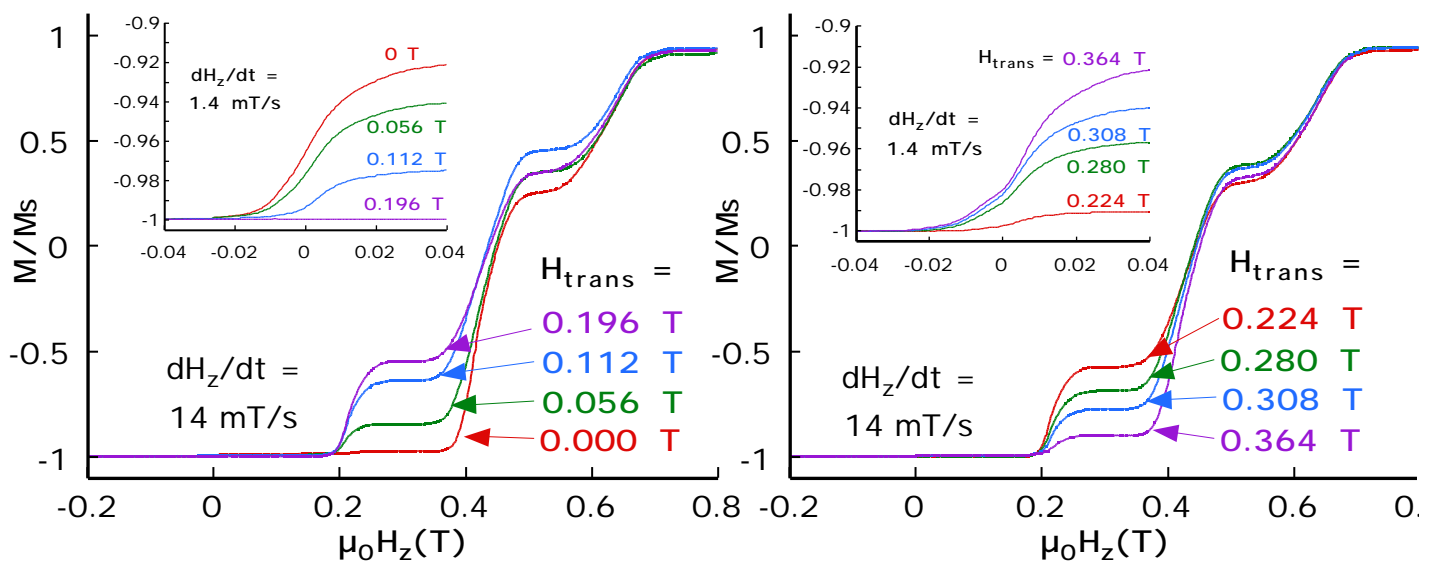 -0.9
-0.92
-0.94
-0.96
-0.98
-1
-0.04
-0.02
0
0.02
0.04
dHz/dt =
1.4 mT/s
0 T
0.056 T
0.112 T
0.196 T
1
0.5
0
-0.5
-1
M/Ms
-0.2
0
0.2
0.4
0.6
0.8
μ0Hz(T)
Htrans =
0.196 T
0.112 T
0.056 T
0.000 T
dHz/dt =
14 mT/s
-0.9
-0.92
-0.94
-0.96
-0.98
-1
-0.04
-0.02
0
0.02
0.04
Htrans = 0.364 T
dHz/dt =
1.4 mT/s
0.308 T
0.280 T
0.224 T
1
0.5
0
-0.5
-1
M/Ms
-0.2
0
0.2
0.4
0.6
0.
μ0Hz(T)
Htrans =
0.224 T
0.280 T
0.308 T
0.364 T
dHz/dt =
14 mT/s